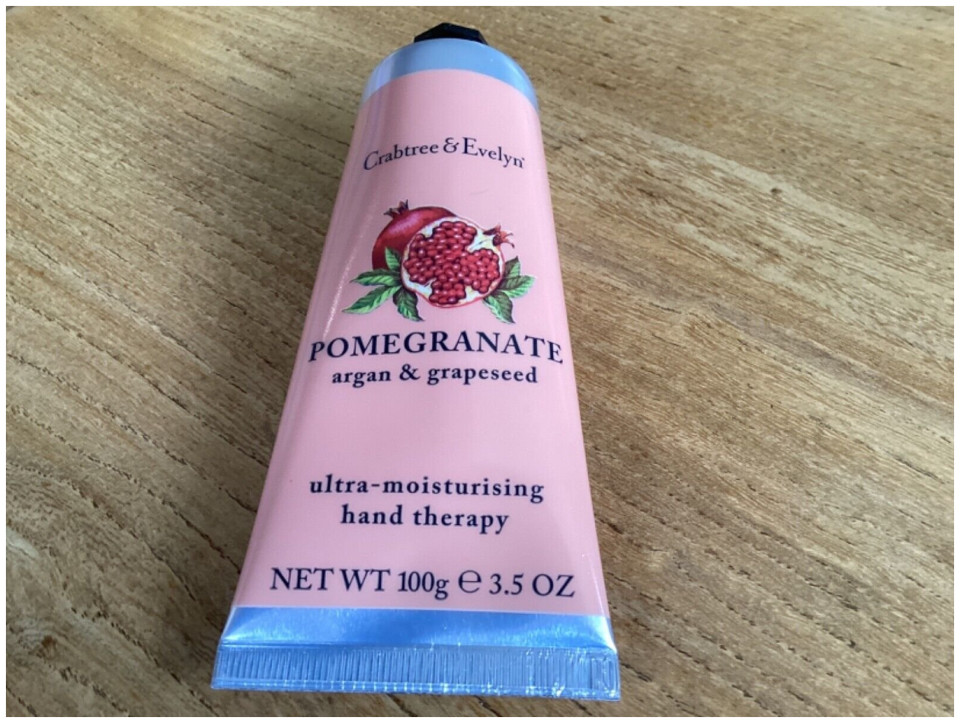 Crabtree & Evelyn®
POMEGRANATE
argan & grapeseed
ultra-moisturising
hand therapy
NET WT 100g ℮ 3.5 OZ